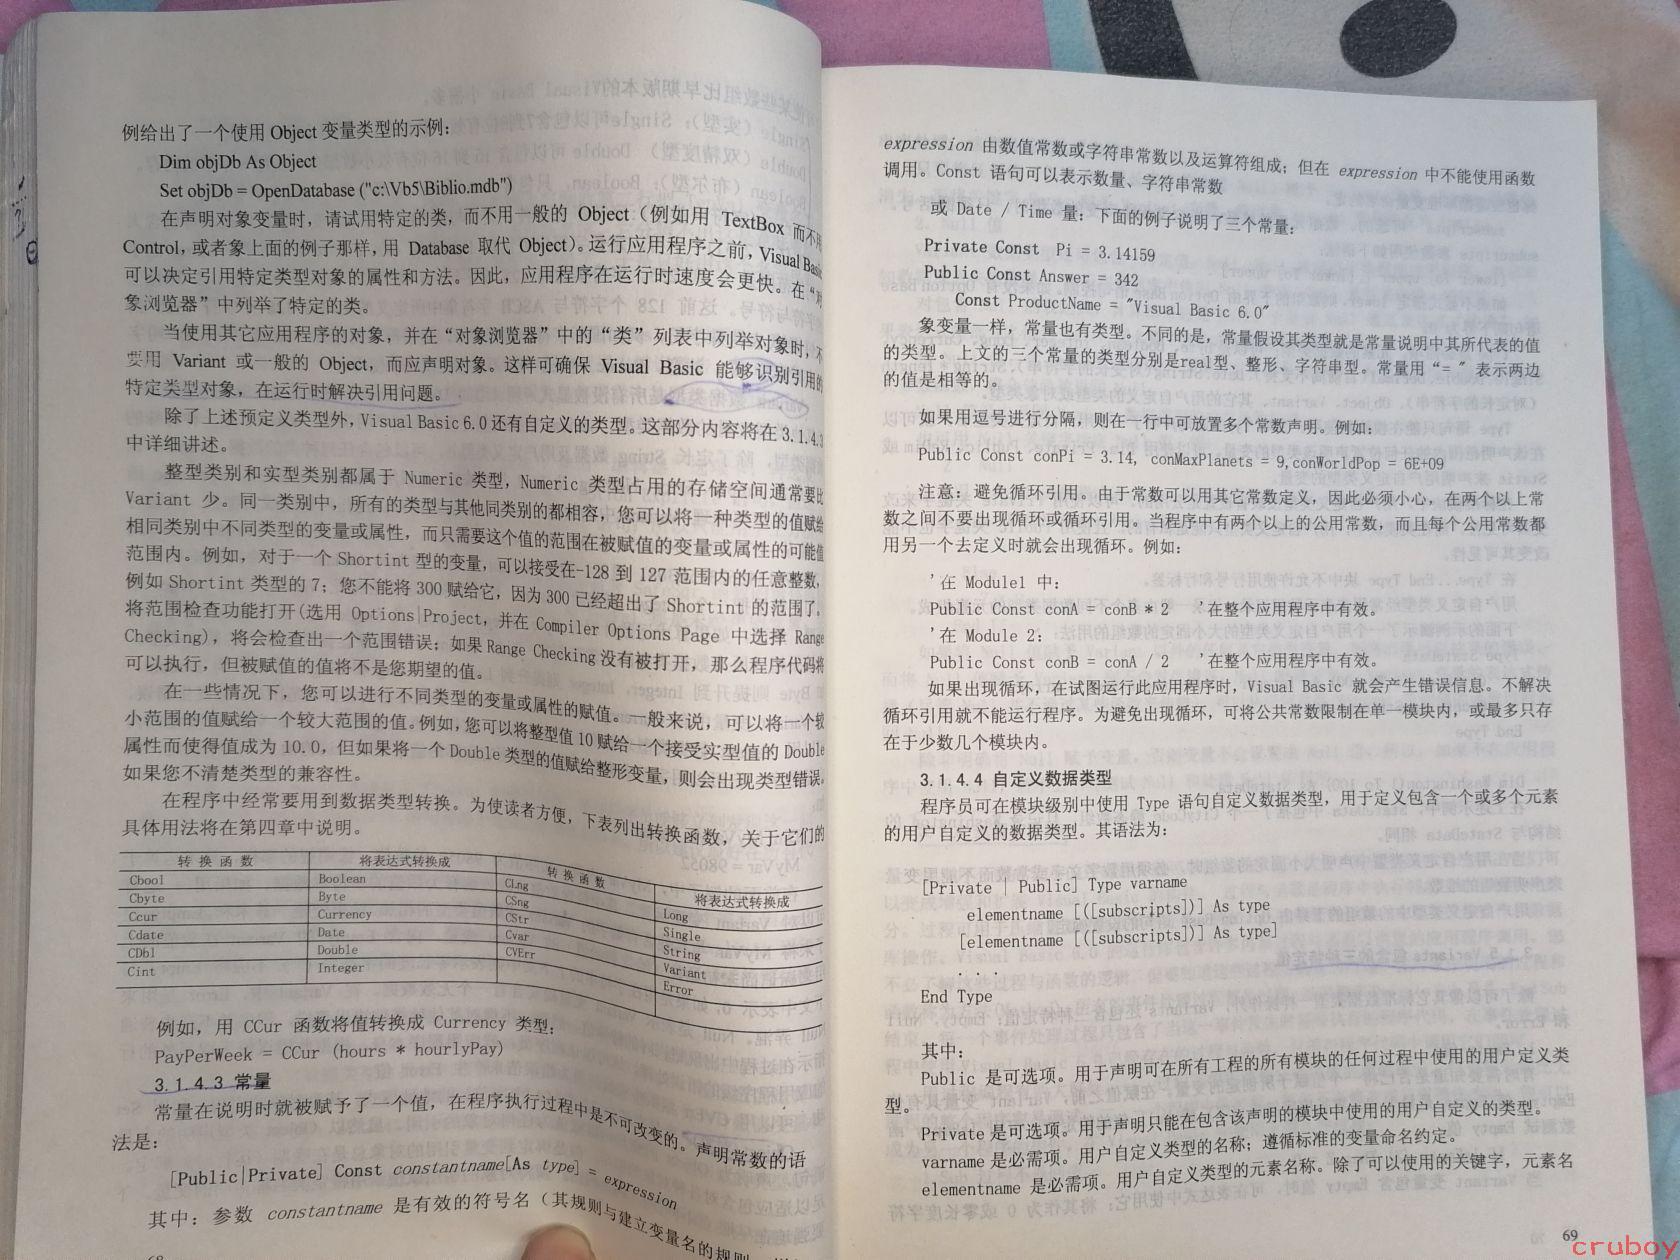 例给出了一个使用 Object 变量类型的示例：
Dim objDb As Object
Set objDb = OpenDatabase ("c:\Vb5\Biblio.mdb")
在声明对象变量时，请试用特定的类，而不用一般的 Object（例如用 TextBox 而不用
Control，或者象上面的例子那样，用 Database 取代 Object）。运行应用程序之前，Visual Basic
可以决定引用特定类型对象的属性和方法。因此，应用程序在运行时速度会更快。在“对
象浏览器”中列举了特定的类。
当使用其它应用程序的对象，并在“对象浏览器”中的“类”列表中列举对象时，不
要用 Variant 或一般的 Object，而应声明对象。这样可确保 Visual Basic 能够识别引用的
特定类型对象，在运行时解决引用问题。
除了上述预定义类型外，Visual Basic 6.0 还有自定义的类型。这部分内容将在 3.1.4.3
中详细讲述。
整型类别和实型类别都属于 Numeric 类型，Numeric 类型占用的存储空间通常要比
Variant 少。同一类别中，所有的类型与其他同类别的都相容，您可以将一种类型的值赋给
相同类别中不同类型的变量或属性，而只需要这个值的范围在被赋值的变量或属性的可能值
范围内。例如，对于一个 Shortint 型的变量，可以接受在-128 到 127 范围内的任意整数，
例如 Shortint 类型的 7；您不能将 300 赋给它，因为 300 已经超出了 Shortint 的范围了。
将范围检查功能打开(选用 Options|Project，并在 Compiler Options Page 中选择 Range
Checking)，将会检查出一个范围错误；如果 Range Checking 没有被打开，那么程序代码将
可以执行，但被赋值的值将不是您期望的值。
在一些情况下，您可以进行不同类型的变量或属性的赋值。一般来说，可以将一个较
小范围的值赋给一个较大范围的值。例如，您可以将整型值 10 赋给一个接受实型值的 Double
属性而使得值成为 10.0，但如果将一个 Double 类型的值赋给整形变量，则会出现类型错误。
如果您不清楚类型的兼容性。
在程序中经常要用到数据类型转换。为使读者方便，下表列出转换函数，关于它们的
具体用法将在第四章中说明。
转 换 函 数 将表达式转换成 转 换 函 数 将表达式转换成
Cbool Boolean CLng Long
Cbyte Byte CSng Single
Ccur Currency CStr String
Cdate Date Cvar Variant
CDbl Double CVErr Error
Cint Integer
例如，用 CCur 函数将值转换成 Currency 类型：
PayPerWeek = CCur (hours * hourlyPay)
3.1.4.3 常量
常量在说明时就被赋予了一个值，在程序执行过程中是不可改变的。声明常数的语
法是：
[Public|Private] Const constantname[As type] = expression
其中：参数 constantname 是有效的符号名（其规则与建立变量名的规则
68
expression 由数值常数或字符串常数以及运算符组成；但在 expression 中不能使用函数
调用。Const 语句可以表示数量、字符串常数
或 Date / Time 量：下面的例子说明了三个常量：
Private Const Pi = 3.14159
Public Const Answer = 342
Const ProductName = "Visual Basic 6.0"
象变量一样，常量也有类型。不同的是，常量假设其类型就是常量说明中其所代表的值
的类型。上文的三个常量的类型分别是real型、整形、字符串型。常量用“= ”表示两边
的值是相等的。
如果用逗号进行分隔，则在一行中可放置多个常数声明。例如：
Public Const conPi = 3.14, conMaxPlanets = 9,conWorldPop = 6E+09
注意：避免循环引用。由于常数可以用其它常数定义，因此必须小心，在两个以上常
数之间不要出现循环或循环引用。当程序中有两个以上的公用常数，而且每个公用常数都
用另一个去定义时就会出现循环。例如：
'在 Module1 中：
Public Const conA = conB * 2 '在整个应用程序中有效。
'在 Module 2：
Public Const conB = conA / 2 '在整个应用程序中有效。
如果出现循环，在试图运行此应用程序时，Visual Basic 就会产生错误信息。不解决
循环引用就不能运行程序。为避免出现循环，可将公共常数限制在单一模块内，或最多只存
在于少数几个模块内。
3.1.4.4 自定义数据类型
程序员可在模块级别中使用 Type 语句自定义数据类型，用于定义包含一个或多个元素
的用户自定义的数据类型。其语法为：
[Private | Public] Type varname
elementname [([subscripts])] As type
[elementname [([subscripts])] As type]
. . .
End Type
其中：
Public 是可选项。用于声明可在所有工程的所有模块的任何过程中使用的用户定义类
型。
Private 是可选项。用于声明只能在包含该声明的模块中使用的用户自定义的类型。
varname 是必需项。用户自定义类型的名称；遵循标准的变量命名约定。
elementname 是必需项。用户自定义类型的元素名称。除了可以使用的关键字，元素名
69
cruboy